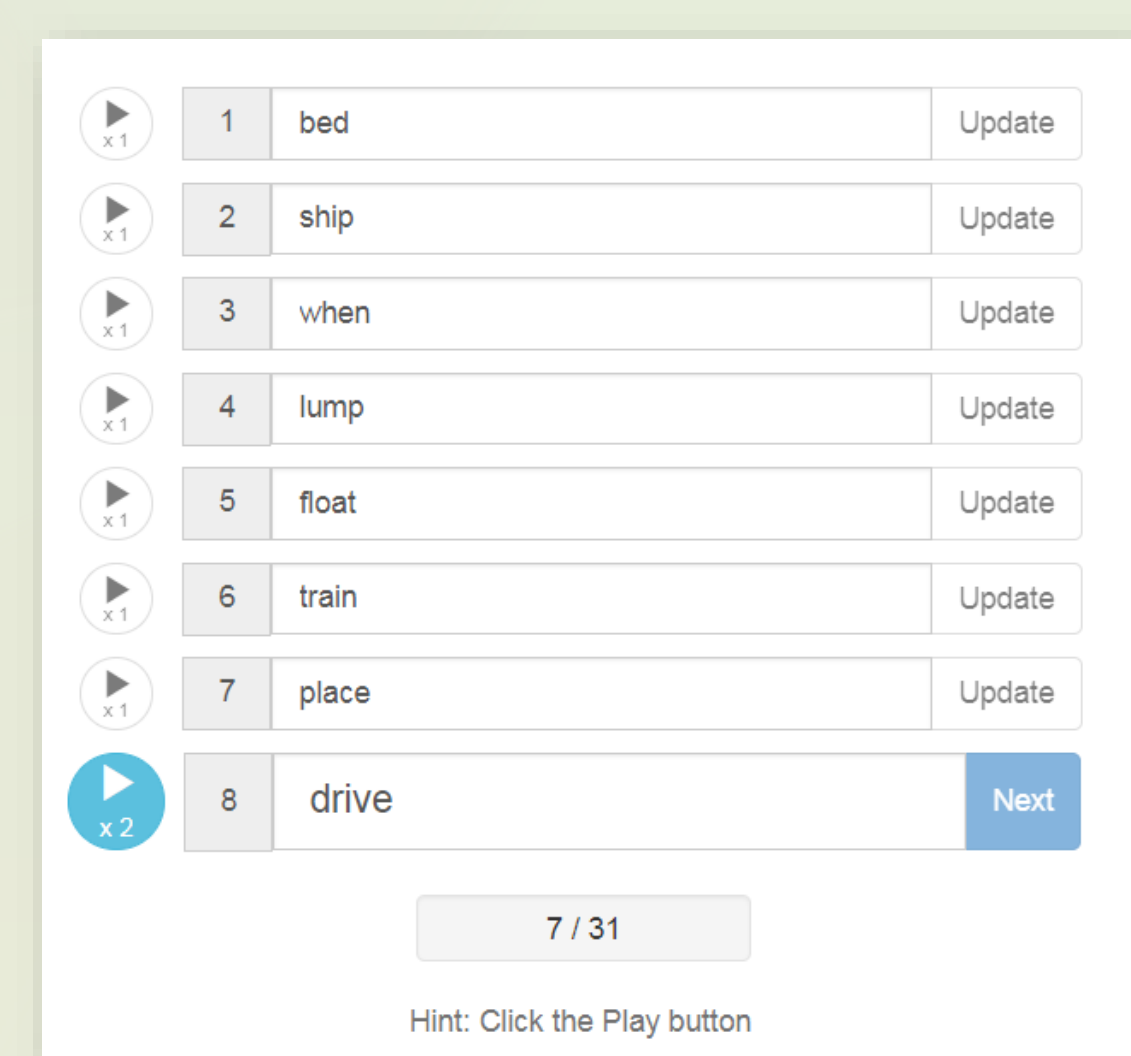 x 1 1 bed Update
x 1 2 ship Update
x 1 3 when Update
x 1 4 lump Update
x 1 5 float Update
x 1 6 train Update
x 1 7 place Update
x 2 8 drive Next
7 / 31
Hint: Click the Play button